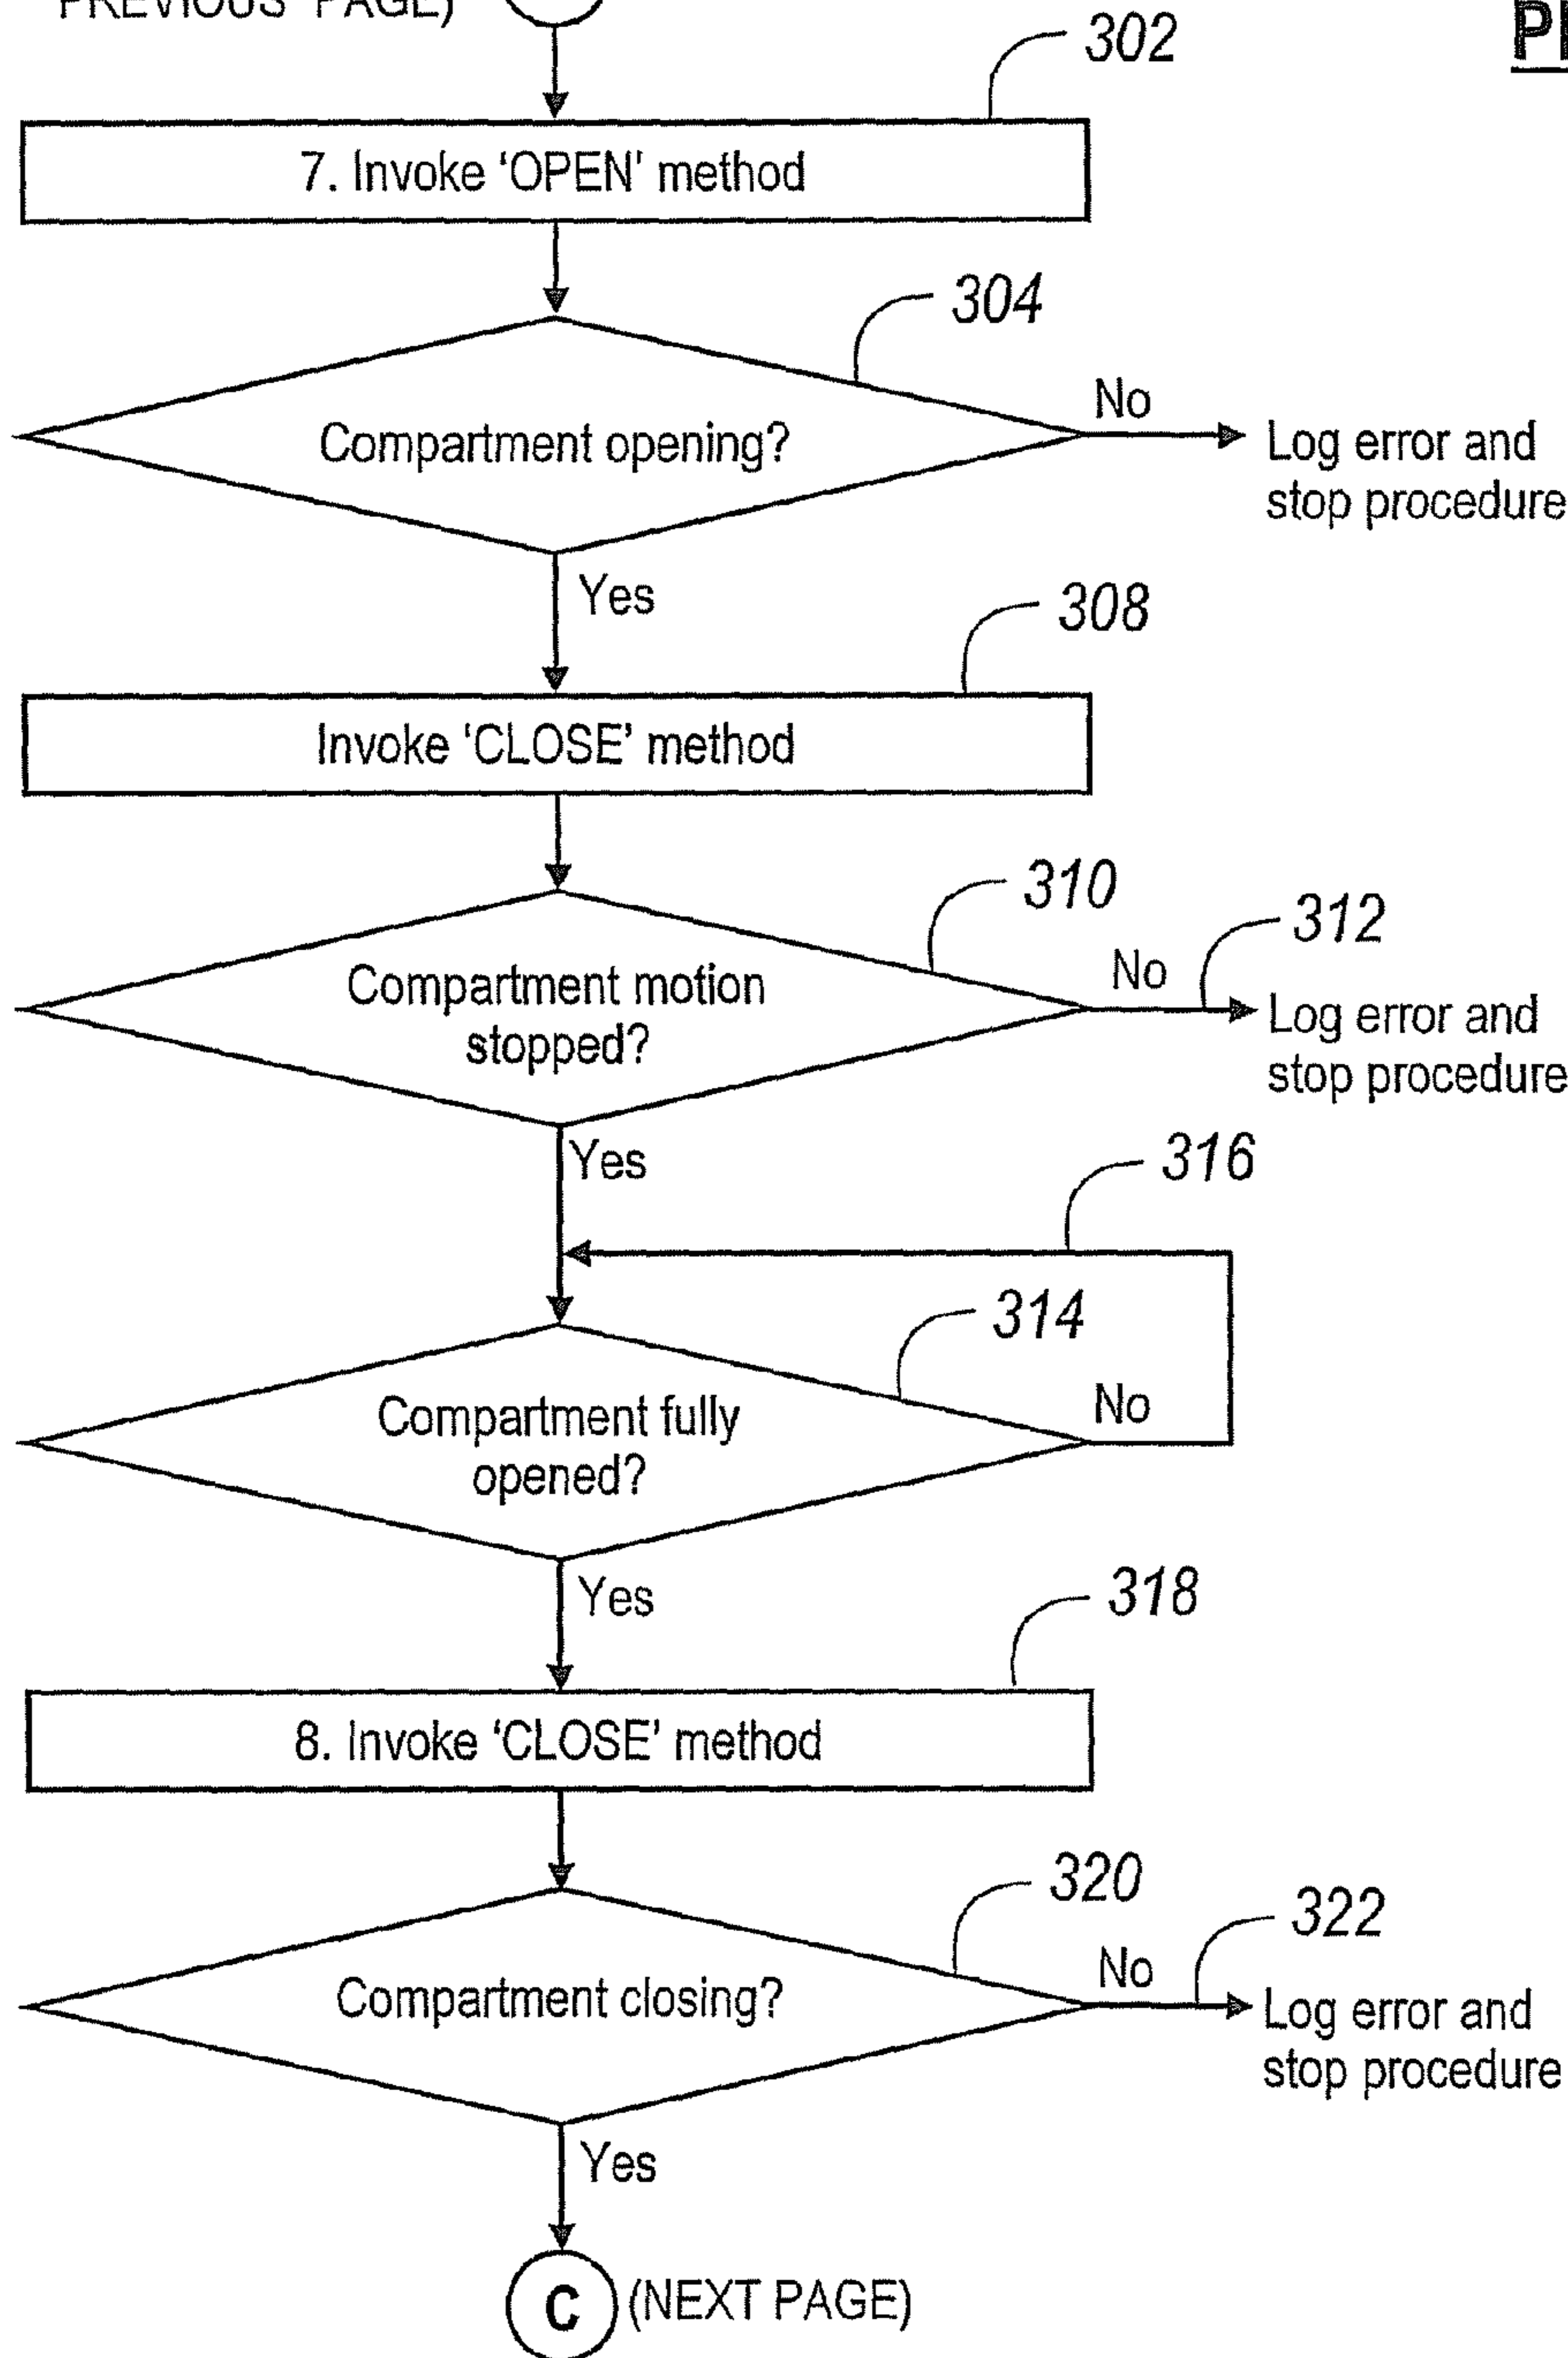 PREVIOUS PAGE)
302
7. Invoke ‘OPEN’ method
304
Compartment opening?
No
Log error and
stop procedure
Yes
308
Invoke ‘CLOSE’ method
310
312
Compartment motion
stopped?
No
Log error and
stop procedure
Yes
316
314
Compartment fully
opened?
No
Yes
318
8. Invoke ‘CLOSE’ method
320
322
Compartment closing?
No
Log error and
stop procedure
Yes
C (NEXT PAGE)